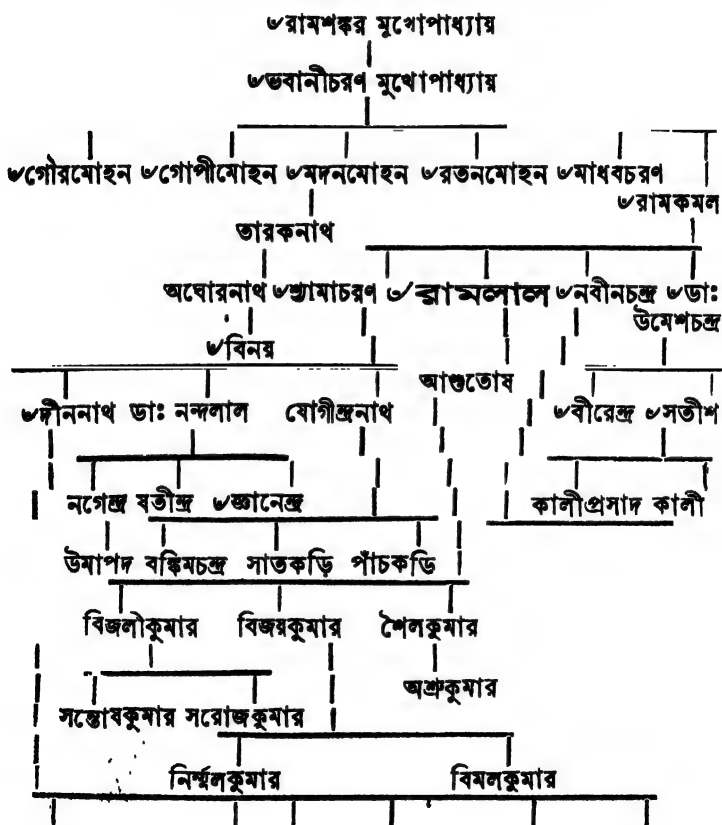 ৺রামশঙ্কর মুখোপাধ্যায়
৺ভবানীচরণ মুখোপাধ্যায়
৺গৌরমোহন ৺গোপীমোহন ৺মদনমোহন ৺রতনমোহন ৺মাধবচরণ
৺রামকমল
তারকনাথ
অঘোরনাথ ৺শ্যামাচরণ ৺রামলাল ৺নবীনচন্দ্র ৺ডাঃ
উমেশচন্দ্র
৺বিনয়
আশুতোষ
৺দীননাথ ডাঃ নন্দলাল যোগীন্দ্রনাথ ৺বীরেন্দ্র ৺সতীশ
নগেন্দ্র যতীন্দ্র ৺জ্ঞানেন্দ্র কালীপ্রসাদ কালী
উমাপদ বঙ্কিমচন্দ্র সাতকড়ি পাঁচকড়ি
বিজলীকুমার বিজয়কুমার শৈলকুমার
অশ্রুকুমার
সন্তোষকুমার সরোজকুমার
নির্ম্মলকুমার বিমলকুমার